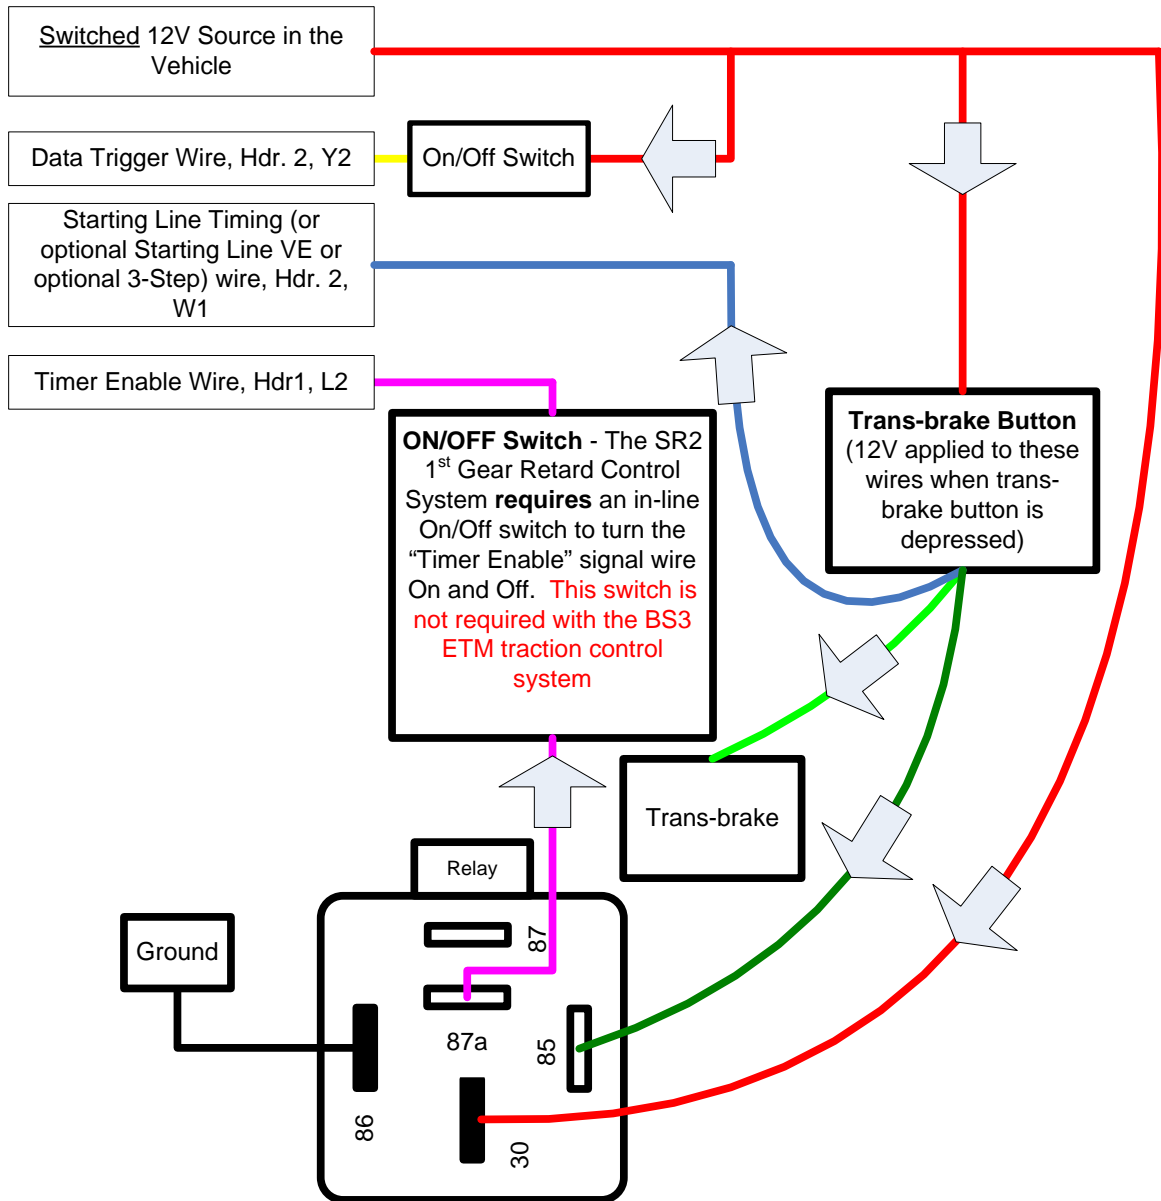 Switched 12V Source in the
Vehicle
Data Trigger Wire, Hdr. 2, Y2
On/Off Switch
Starting Line Timing (or
optional Starting Line VE or
optional 3-Step) wire, Hdr. 2,
W1
Timer Enable Wire, Hdr1, L2
ON/OFF Switch - The SR2
1st Gear Retard Control
System requires an in-line
On/Off switch to turn the
“Timer Enable” signal wire
On and Off. This switch is
not required with the BS3
ETM traction control
system
Trans-brake Button
(12V applied to these
wires when trans-
brake button is
depressed)
Trans-brake
Relay
Ground
87
87a
85
86
30